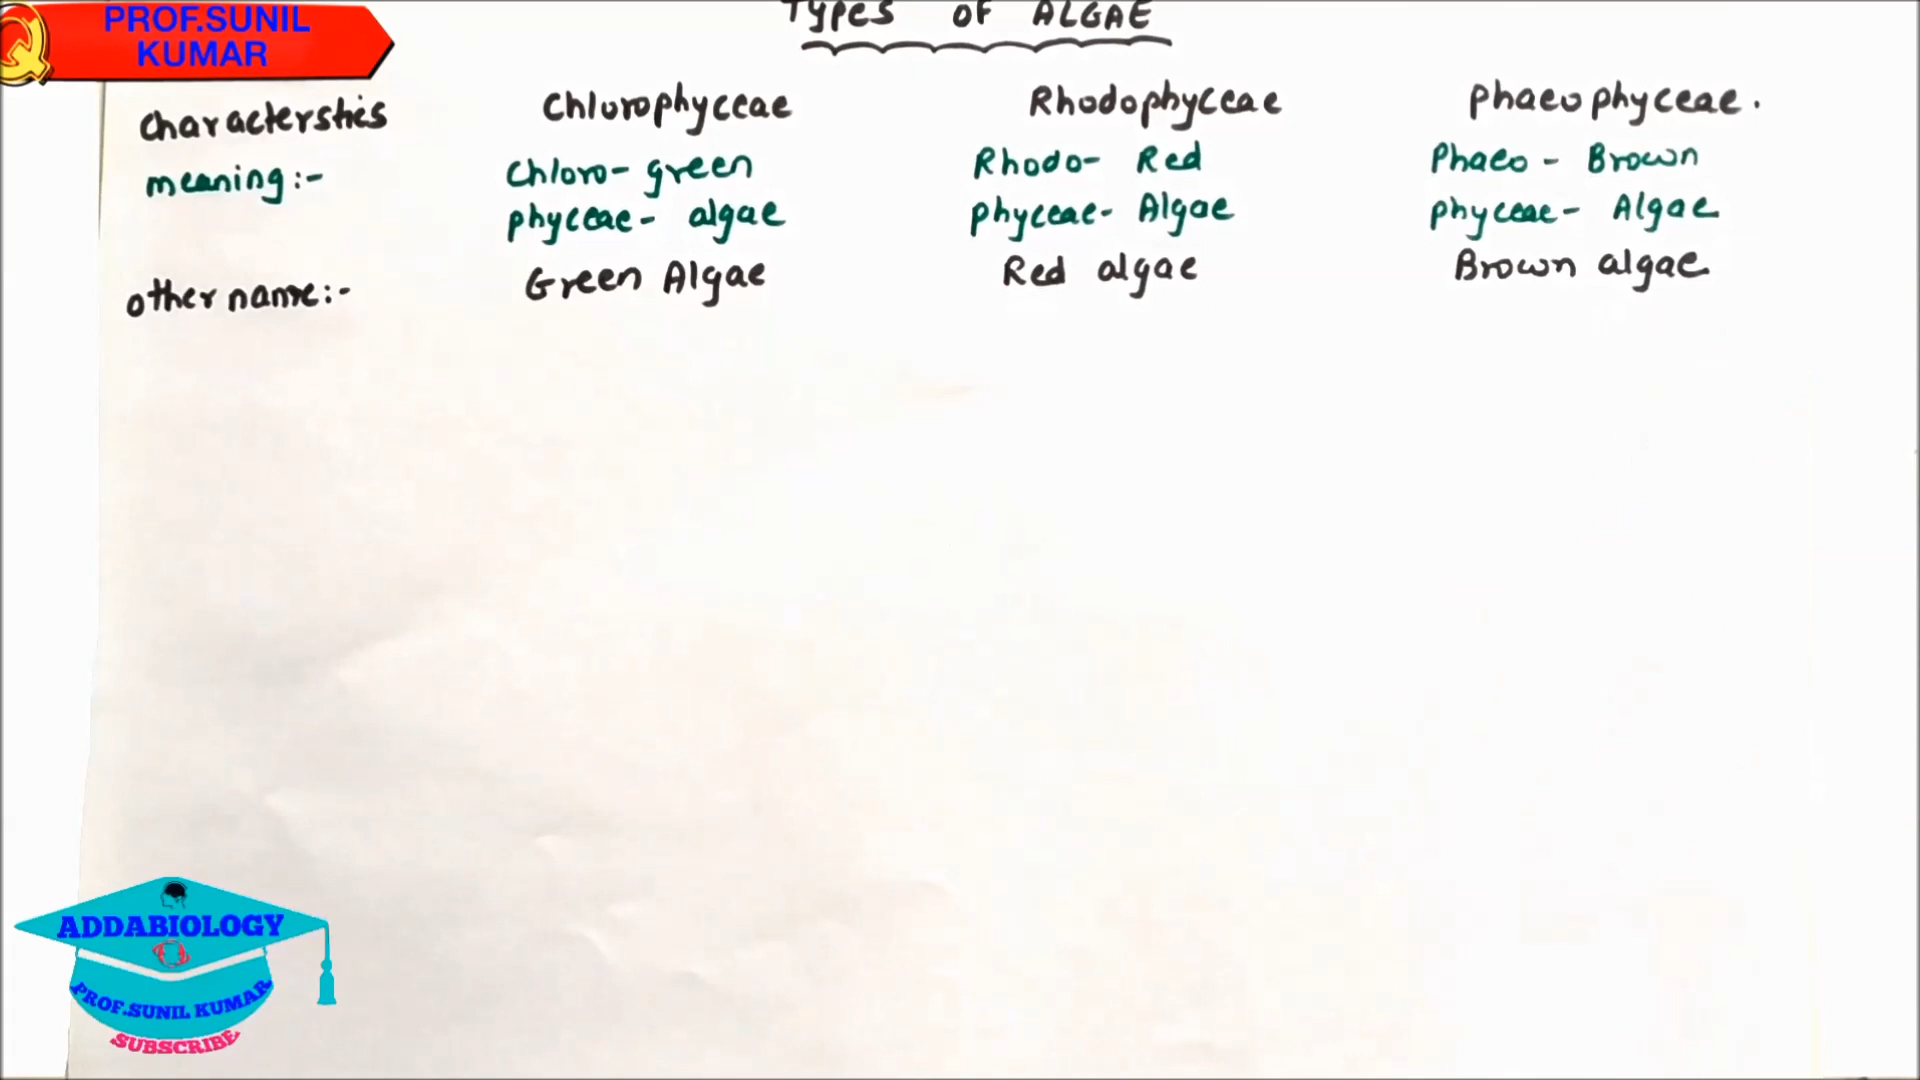 PROF.SUNIL
KUMAR
Types of ALGAE
Characterstics Chlorophyceae Rhodophyceae Phaeophyceae.
meaning:- Chloro- green Rhodo- Red Phaeo - Brown
phyceae- algae Phyceae- Algae Phyceae - Algae
other name:- Green Algae Red algae Brown algae
ADDABIOLOGY
PROF.SUNIL KUMAR
SUBSCRIBE